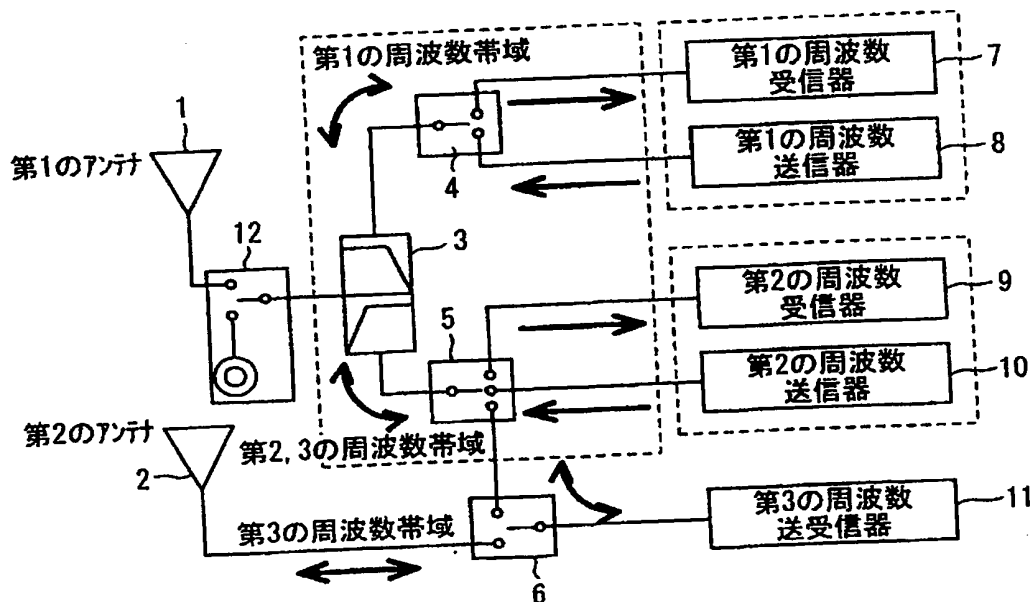 第1の周波数帯域
第1の周波数
受信器
7
1
第1のアンテナ
4
第1の周波数
送信器
8
12
3
第2の周波数
受信器
9
5
第2の周波数
送信器
10
第2のアンテナ
2
第2,3の周波数帯域
第3の周波数
送受信器
11
第3の周波数帯域
6